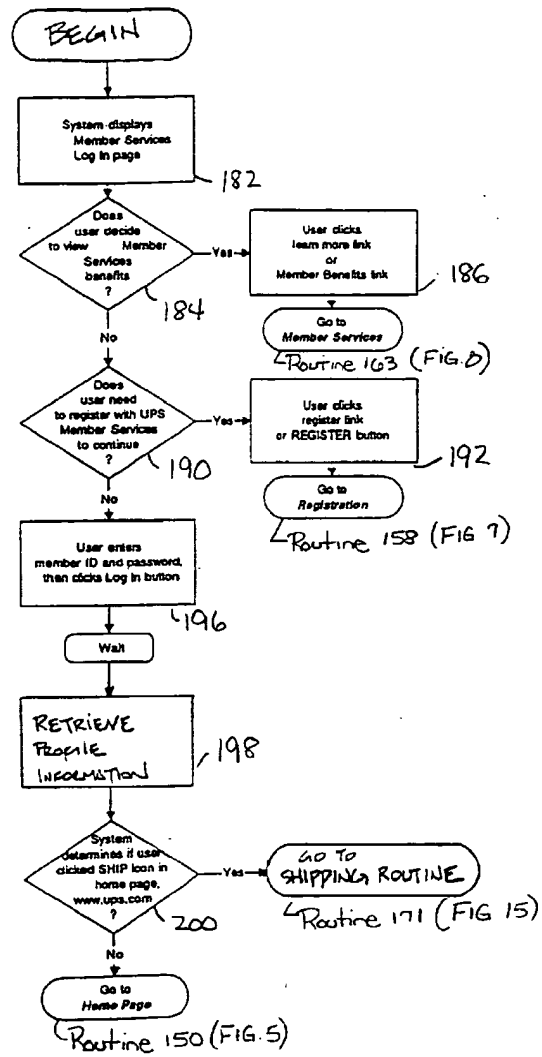 BEGIN
System displays
Member Services
Log In page
182
Does
user decide
to view Member
Services
benefits
?
184
Yes
User clicks
learn more link
or
Member Benefits link
186
Go to
Member Services
Routine 163 (FIG. 8)
No
Does
user need
to register with UPS
Member Services
to continue
?
190
Yes
User clicks
register link
or REGISTER button
192
Go to
Registration
Routine 158 (FIG 7)
No
User enters
member ID and password,
then clicks Log In button
196
Wait
RETRIEVE
PROFILE
INFORMATION
198
System
determines if user
clicked SHIP Icon in
home page,
www.ups.com
?
200
Yes
GO TO
SHIPPING ROUTINE
Routine 171 (FIG 15)
No
Go to
Home Page
Routine 150 (FIG. 5)